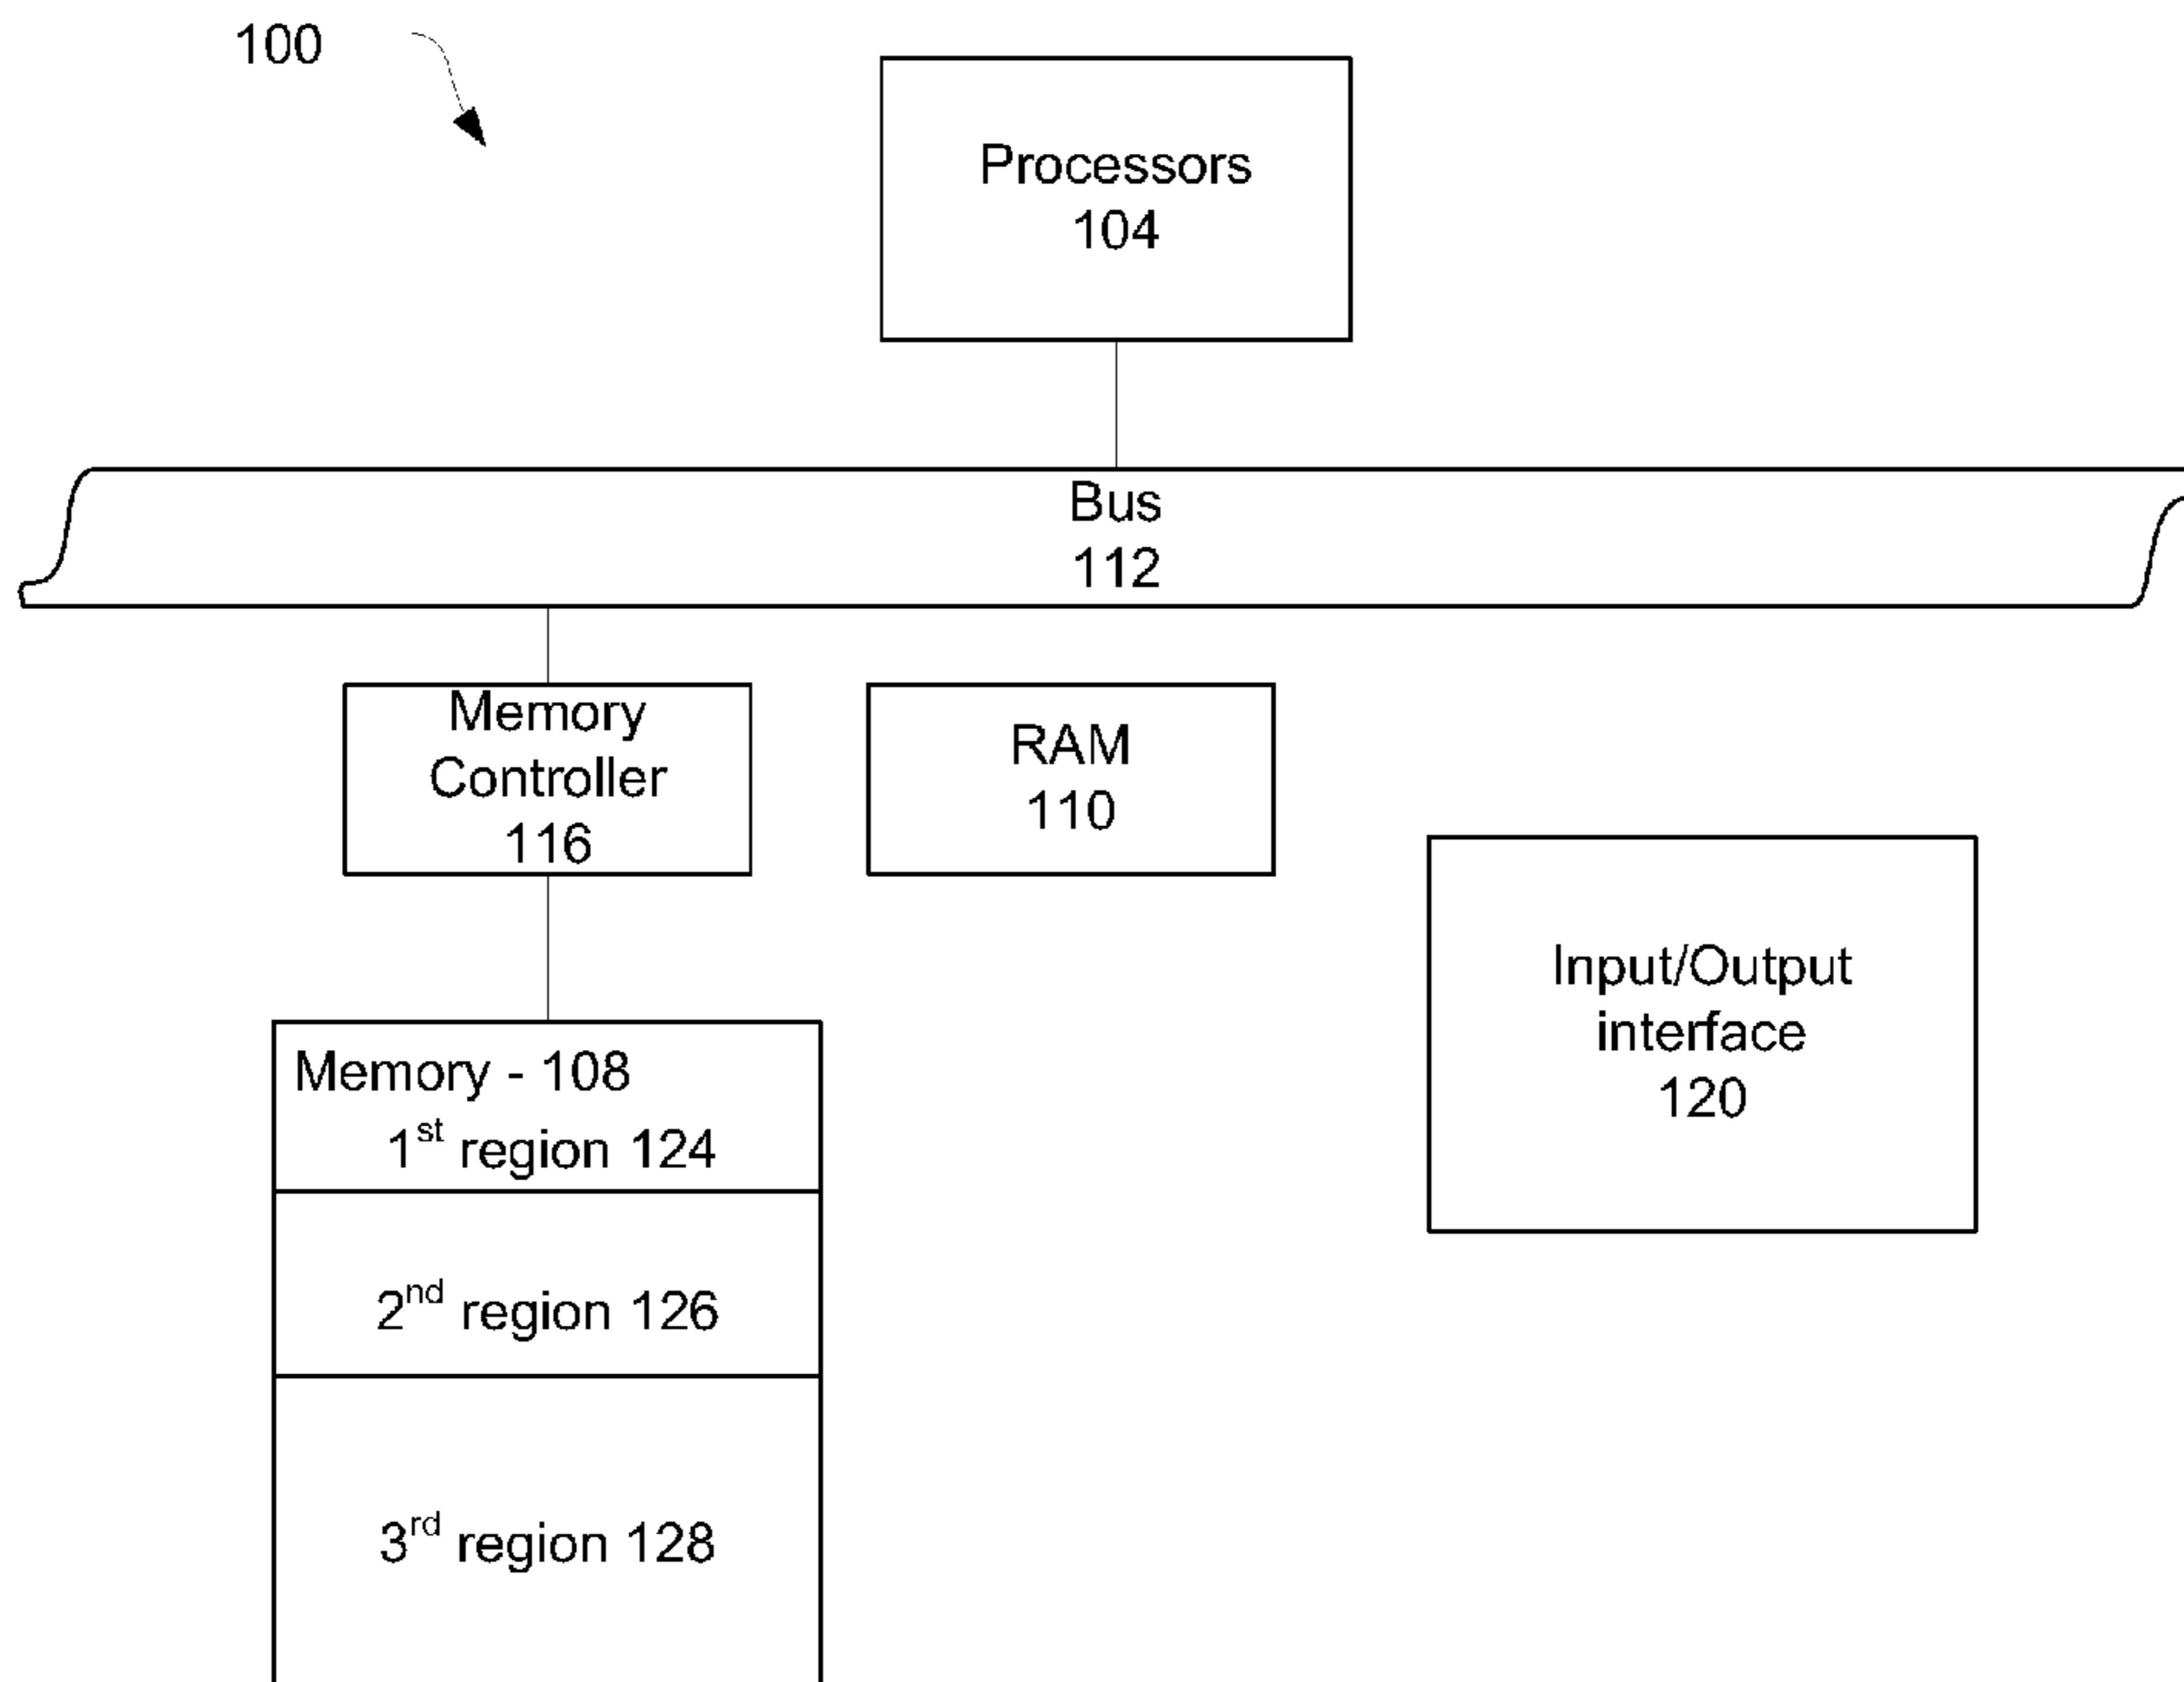 100
Processors
104
Bus
112
Memory
Controller
116
RAM
110
Input/Output
interface
120
Memory - 108
1st region 124
2nd region 126
3rd region 128